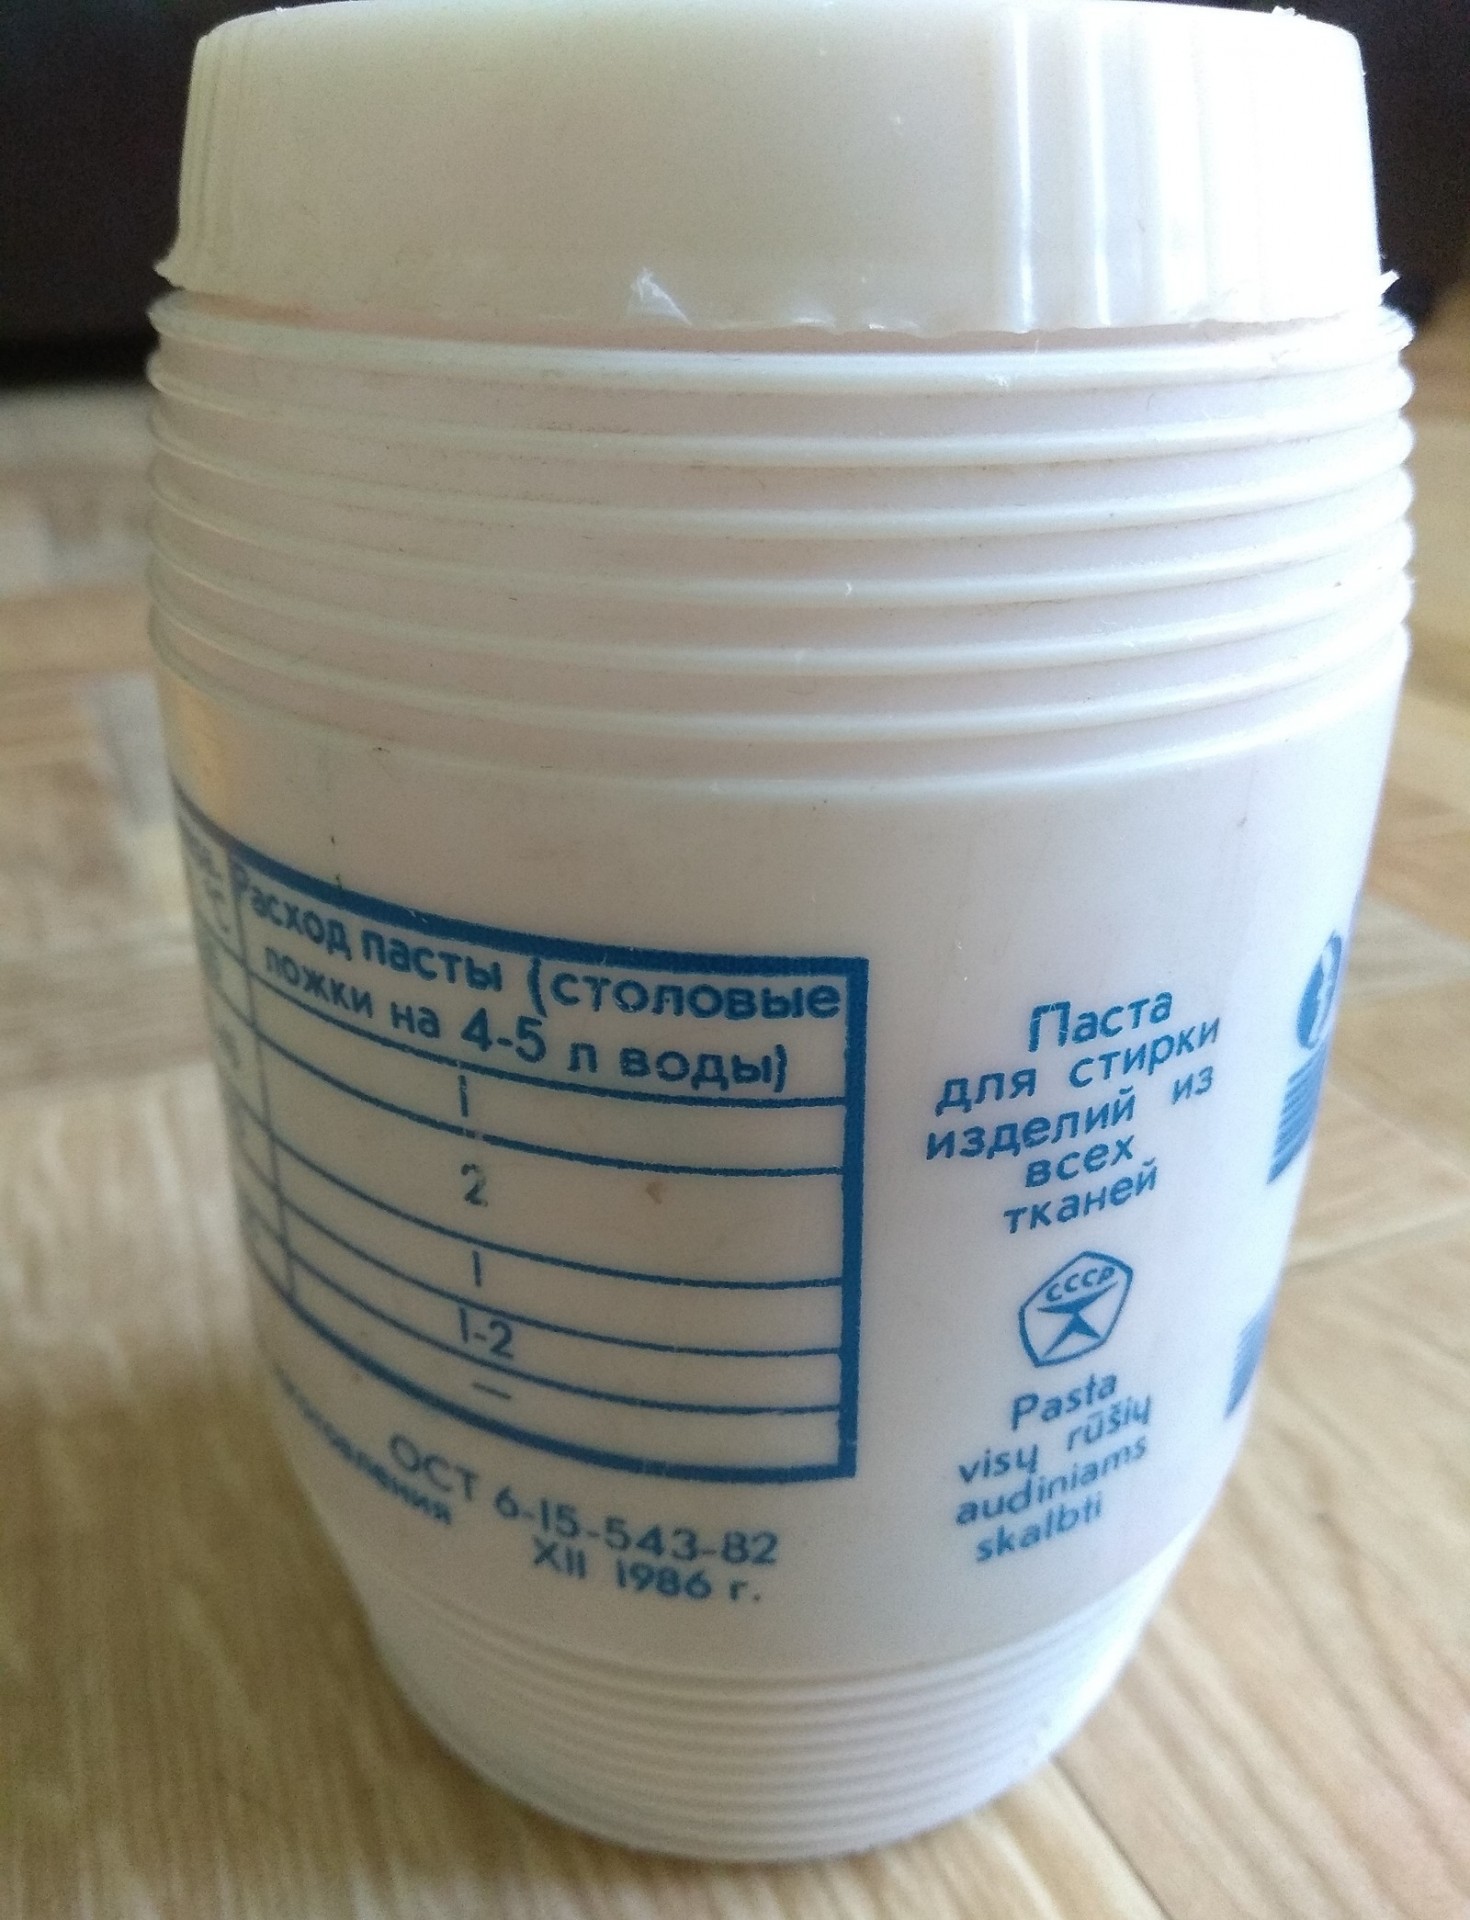 °С
Расход пасты (столовые
ложки на 4-5 л воды)
1
2
1
1-2
—
ОСТ 6-15-543-82
XII 1986 г.
Паста
для стирки
изделий из
всех
тканей
СССР
Pasta
visų rūšių
audiniams
skalbti